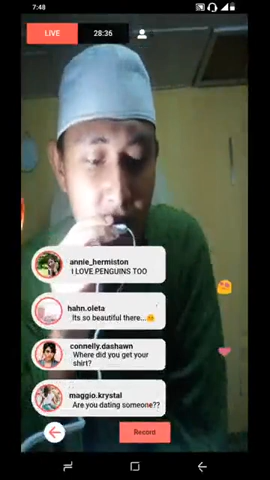 7:48
LIVE
28:36
annie_hermiston
I LOVE PENGUINS TOO
hahn.oleta
Its so beautiful there...😊
connelly.dashawn
Where did you get your
shirt?
maggio.krystal
Are you dating someone??
Record